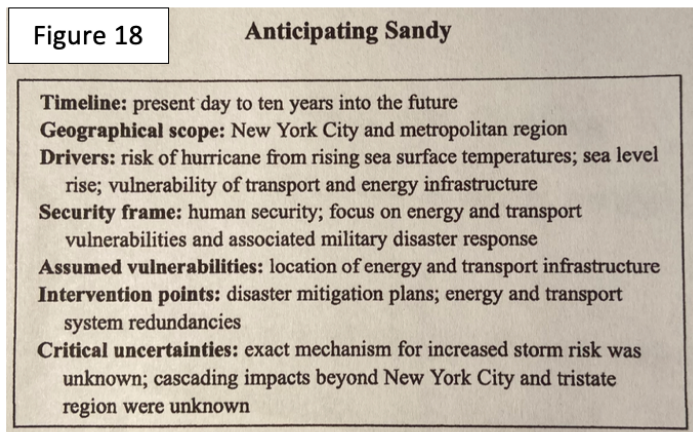 Figure 18
Anticipating Sandy
Timeline: present day to ten years into the future
Geographical scope: New York City and metropolitan region
Drivers: risk of hurricane from rising sea surface temperatures; sea level
rise; vulnerability of transport and energy infrastructure
Security frame: human security; focus on energy and transport
vulnerabilities and associated military disaster response
Assumed vulnerabilities: location of energy and transport infrastructure
Intervention points: disaster mitigation plans; energy and transport
system redundancies
Critical uncertainties: exact mechanism for increased storm risk was
unknown; cascading impacts beyond New York City and tristate
region were unknown